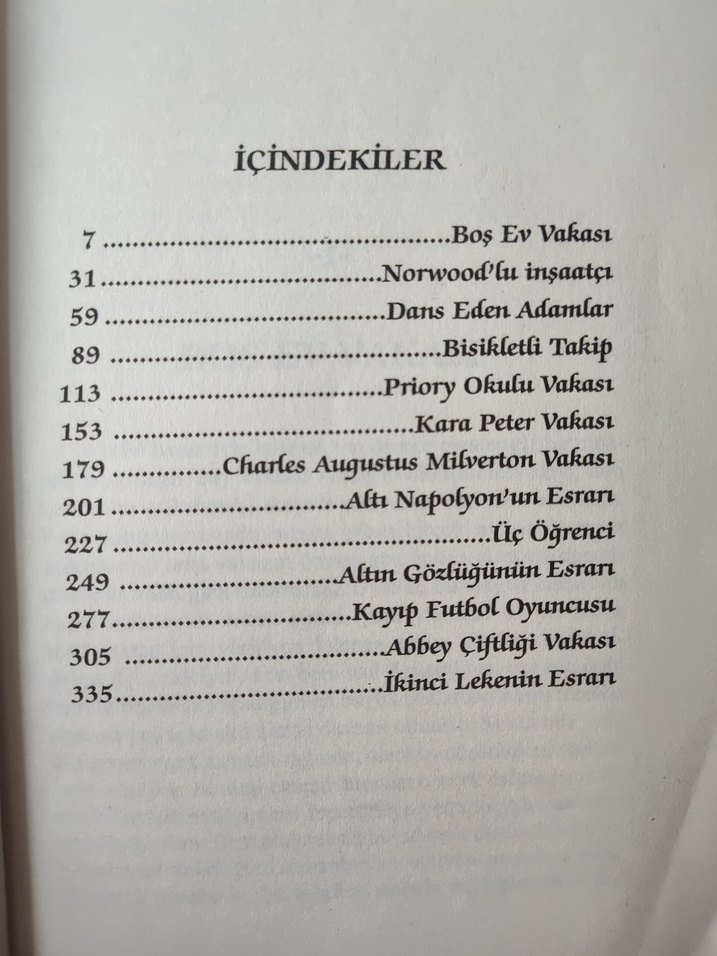 İÇİNDEKİLER
7 ................................................Boş Ev Vakası
31.......................................Norwood'lu inşaatçı
59 .......................................Dans Eden Adamlar
89 ..............................................Bisikletli Takip
113 ......................................Priory Okulu Vakası
153 .........................................Kara Peter Vakası
179 ...............Charles Augustus Milverton Vakası
201 ................................Altı Napolyon'un Esrarı
227 ....................................................Üç Öğrenci
249 ..............................Altın Gözlüğünün Esrarı
277.................................Kayıp Futbol Oyuncusu
305 ....................................Abbey Çiftliği Vakası
335.....................................İkinci Lekenin Esrarı